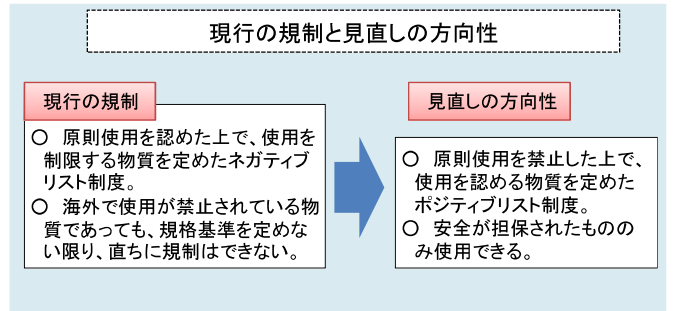 現行の規制と見直しの方向性
現行の規制
○ 原則使用を認めた上で、使用を
制限する物質を定めたネガティブ
リスト制度。
○ 海外で使用が禁止されている物
質であっても、規格基準を定めな
い限り、直ちに規制はできない。
見直しの方向性
○ 原則使用を禁止した上で、
使用を認める物質を定めた
ポジティブリスト制度。
○ 安全が担保されたものの
み使用できる。